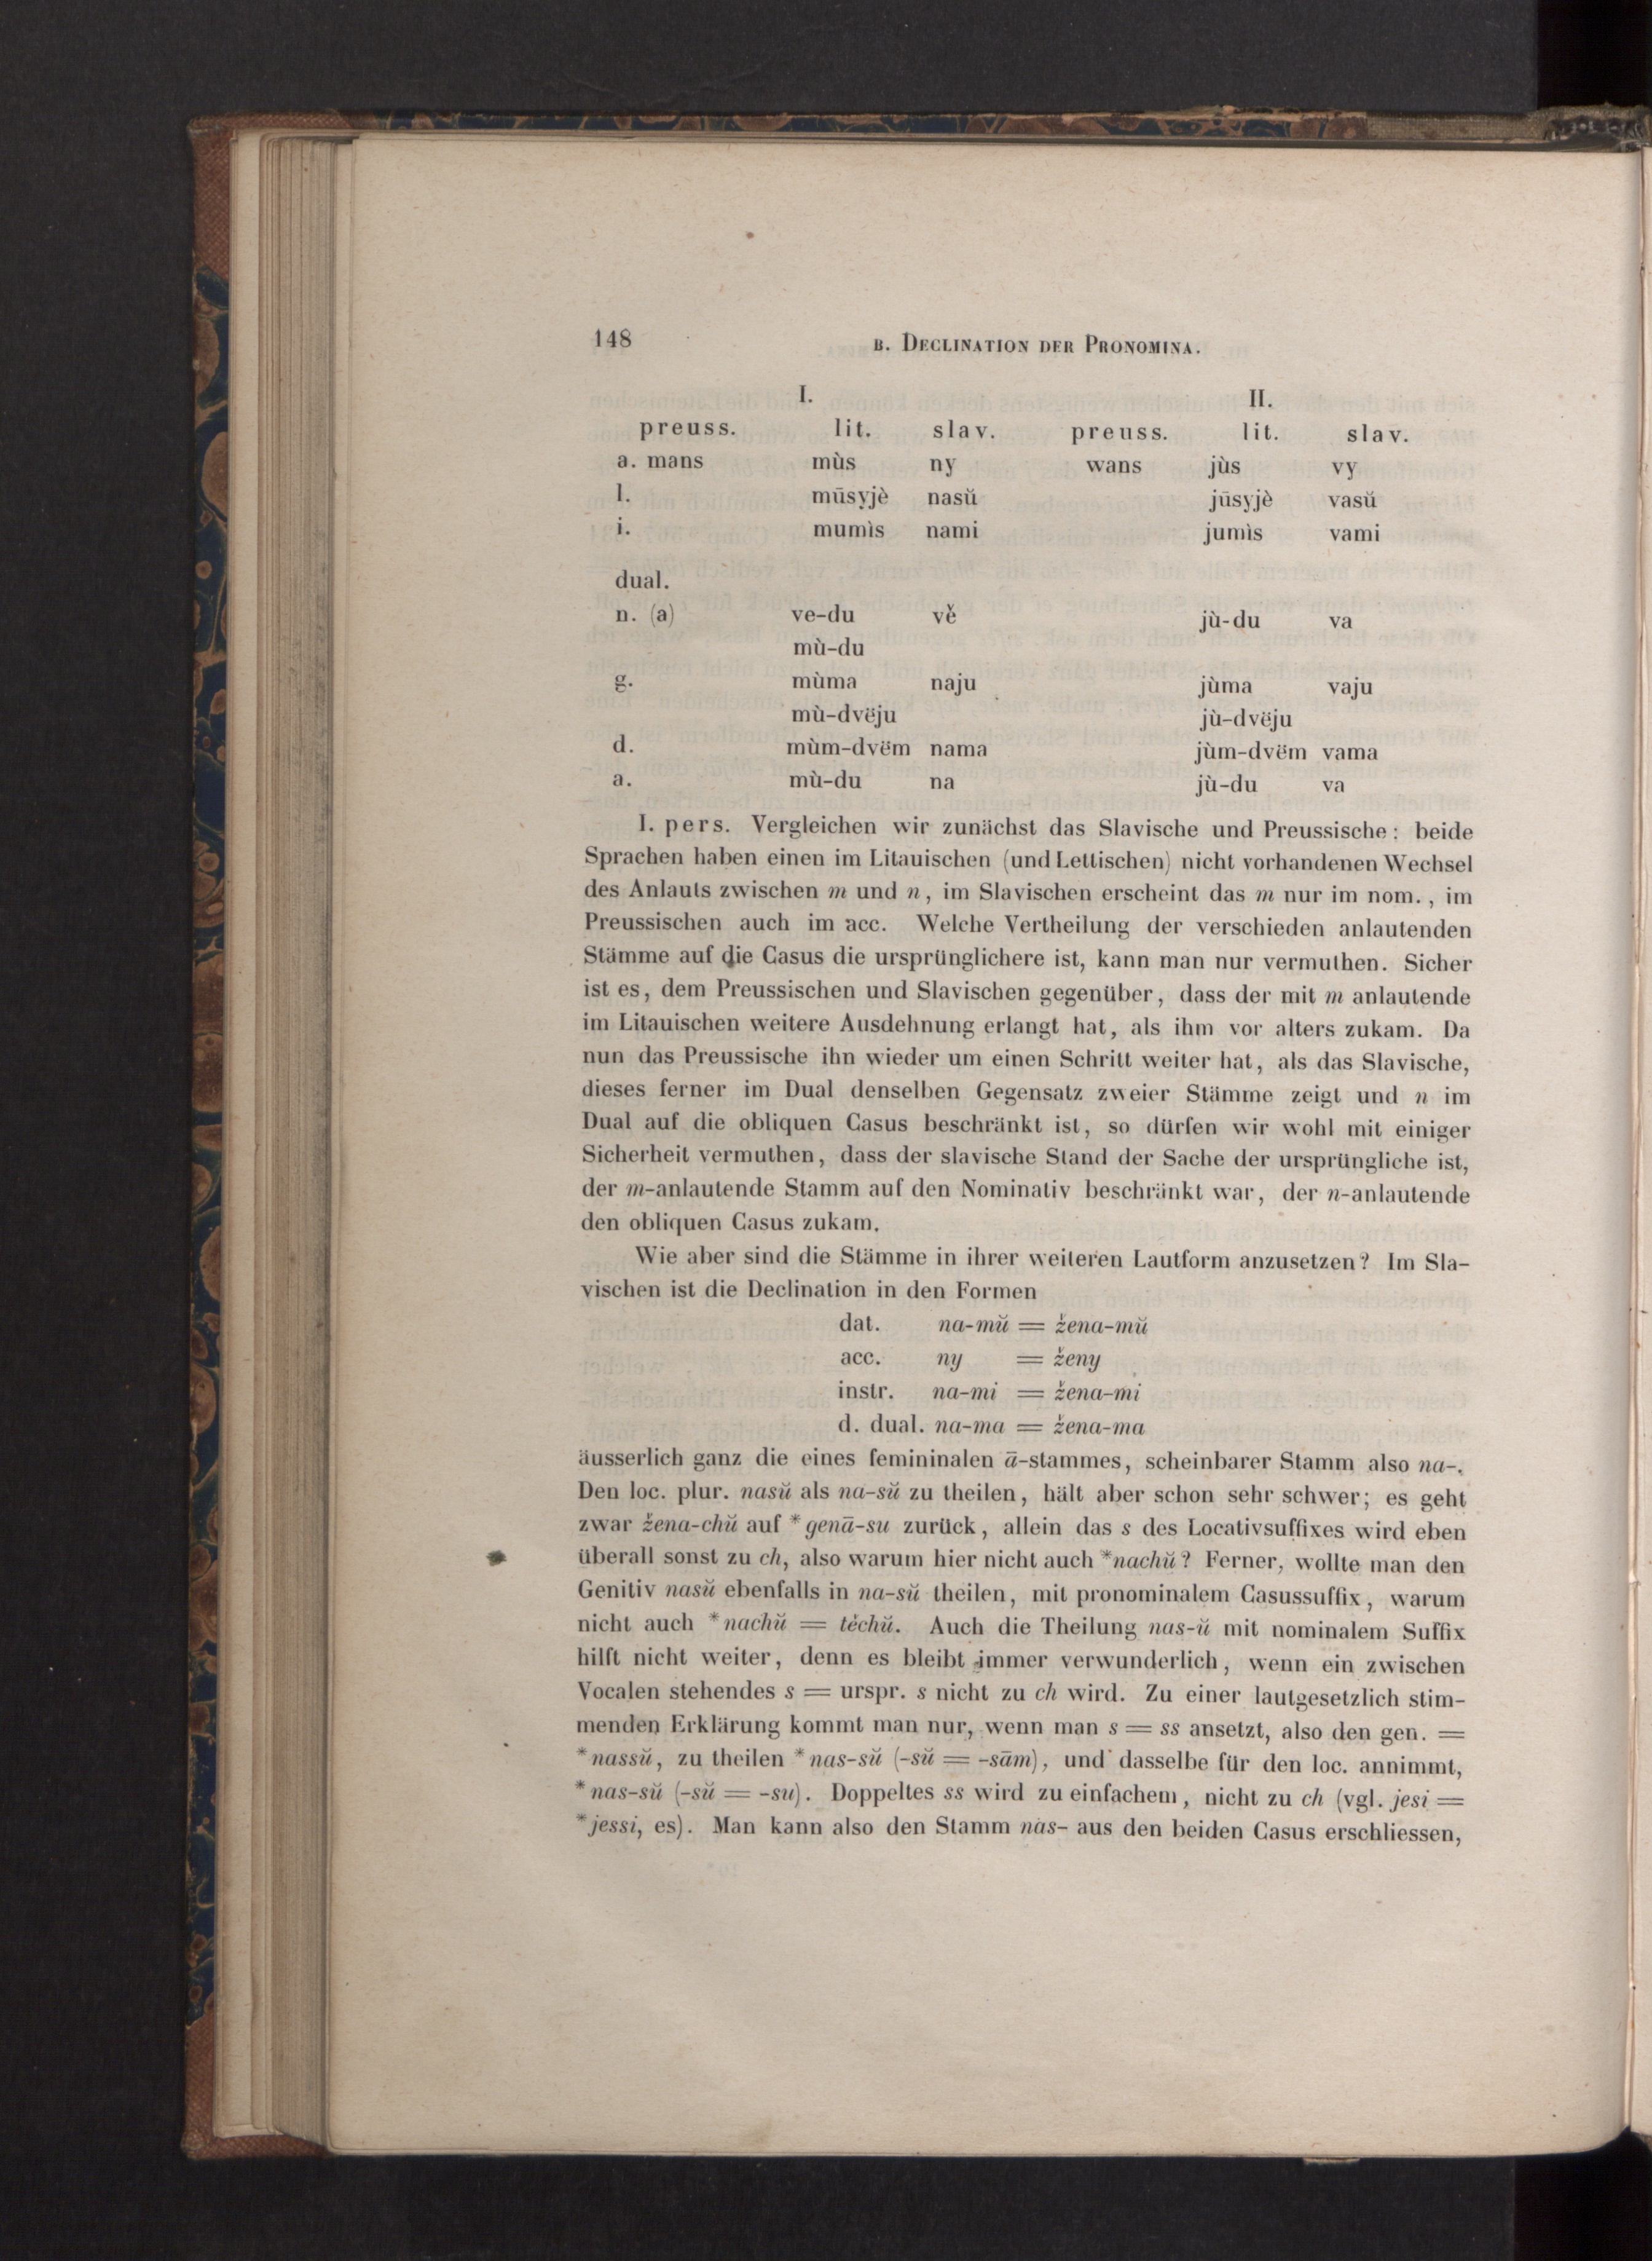 148 B. DECLINATION DER PRONOMINA.
I. II.
preuss. lit. slav. preuss. lit. slav.
a. mans mùs ny wans jùs vy
l. mūsyjè nasŭ jūsyjè vasŭ
i. mumìs nami jumìs vami
dual.
n. (a) ve-du vě jù-du va
mù-du
g. mùma naju jùma vaju
mù-dvëju jù-dvëju
d. mùm-dvëm nama jùm-dvëm vama
a. mù-du na jù-du va
I. pers. Vergleichen wir zunächst das Slavische und Preussische: beide
Sprachen haben einen im Litauischen (und Lettischen) nicht vorhandenen Wechsel
des Anlauts zwischen m und n, im Slavischen erscheint das m nur im nom., im
Preussischen auch im acc. Welche Vertheilung der verschieden anlautenden
Stämme auf die Casus die ursprünglichere ist, kann man nur vermuthen. Sicher
ist es, dem Preussischen und Slavischen gegenüber, dass der mit m anlautende
im Litauischen weitere Ausdehnung erlangt hat, als ihm vor alters zukam. Da
nun das Preussische ihn wieder um einen Schritt weiter hat, als das Slavische,
dieses ferner im Dual denselben Gegensatz zweier Stämme zeigt und n im
Dual auf die obliquen Casus beschränkt ist, so dürfen wir wohl mit einiger
Sicherheit vermuthen, dass der slavische Stand der Sache der ursprüngliche ist,
der m-anlautende Stamm auf den Nominativ beschränkt war, der n-anlautende
den obliquen Casus zukam.
Wie aber sind die Stämme in ihrer weiteren Lautform anzusetzen? Im Sla-
vischen ist die Declination in den Formen
dat. na-mŭ = žena-mŭ
acc. ny = ženy
instr. na-mi = žena-mi
d. dual. na-ma = žena-ma
äusserlich ganz die eines femininalen ā-stammes, scheinbarer Stamm also na-.
Den loc. plur. nasŭ als na-sŭ zu theilen, hält aber schon sehr schwer; es geht
zwar žena-chŭ auf *genā-su zurück, allein das s des Locativsuffixes wird eben
überall sonst zu ch, also warum hier nicht auch *nachŭ? Ferner, wollte man den
Genitiv nasŭ ebenfalls in na-sŭ theilen, mit pronominalem Casussuffix, warum
nicht auch *nachŭ = těchŭ. Auch die Theilung nas-ŭ mit nominalem Suffix
hilft nicht weiter, denn es bleibt immer verwunderlich, wenn ein zwischen
Vocalen stehendes s = urspr. s nicht zu ch wird. Zu einer lautgesetzlich stim-
menden Erklärung kommt man nur, wenn man s = ss ansetzt, also den gen. =
*nassŭ, zu theilen *nas-sŭ (-sŭ = -sām), und dasselbe für den loc. annimmt,
*nas-sŭ (-sŭ = -su). Doppeltes ss wird zu einfachem, nicht zu ch (vgl. jesi =
*jessi, es). Man kann also den Stamm nas- aus den beiden Casus erschliessen,